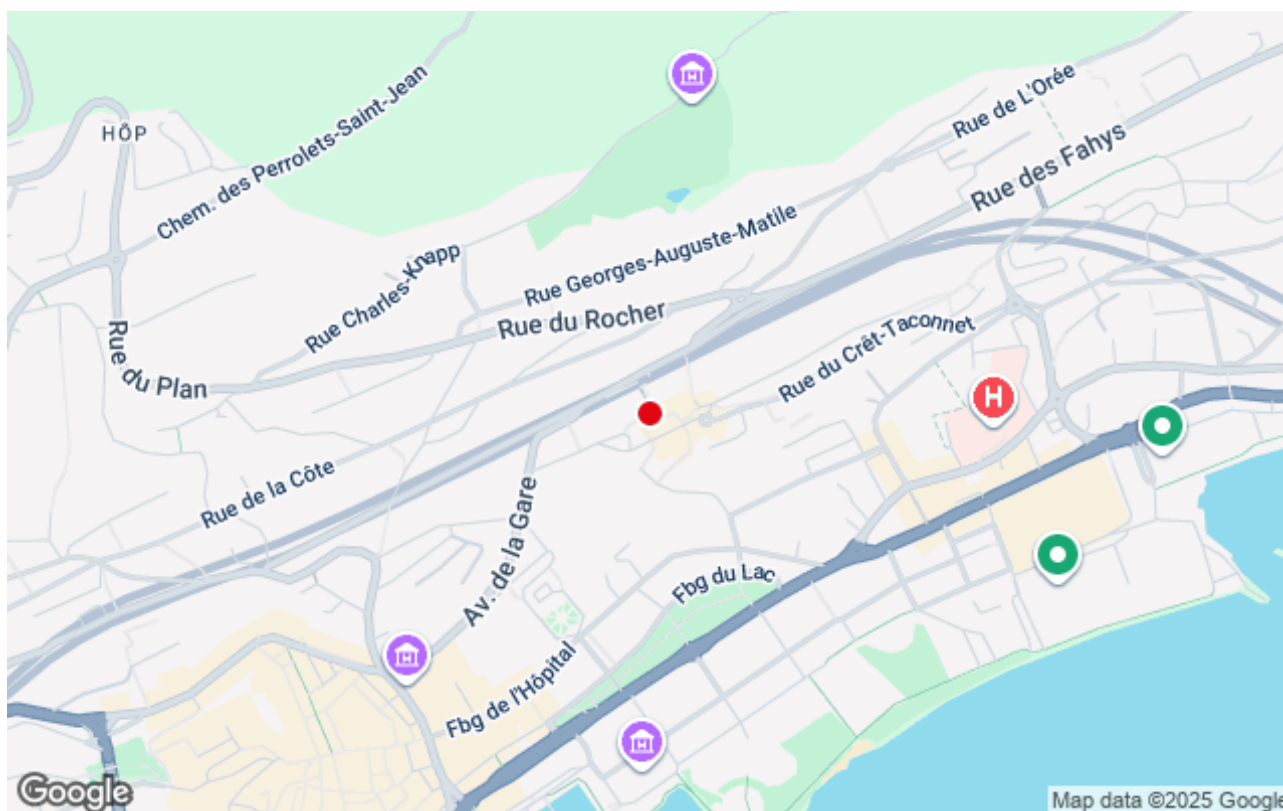 HÔP
Chem. des Perrolets-Saint-Jean
Rue de L'Orée
Rue des Fahys
Rue Charles-Knapp
Rue Georges-Auguste-Matile
Rue du Rocher
Rue du Plan
Rue du Crêt-Taconnet
H
Rue de la Côte
Av. de la Gare
Fbg du Lac
Fbg de l'Hôpital
Google
Map data ©2025 Google